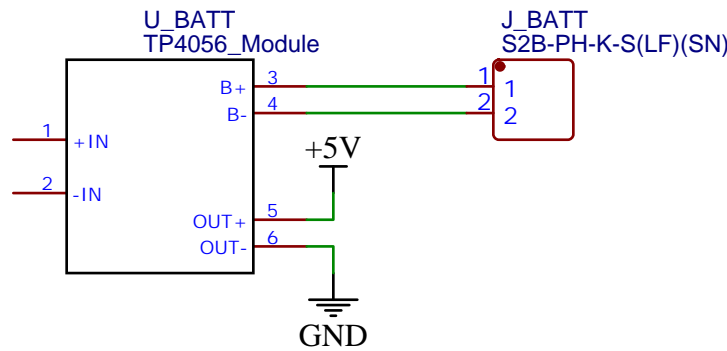 U_BATT
TP4056_Module
J_BATT
S2B-PH-K-S(LF)(SN)
B+ 3
1 1
B- 4
2 2
1 +IN
+5V
2 -IN
OUT+ 5
OUT- 6
GND